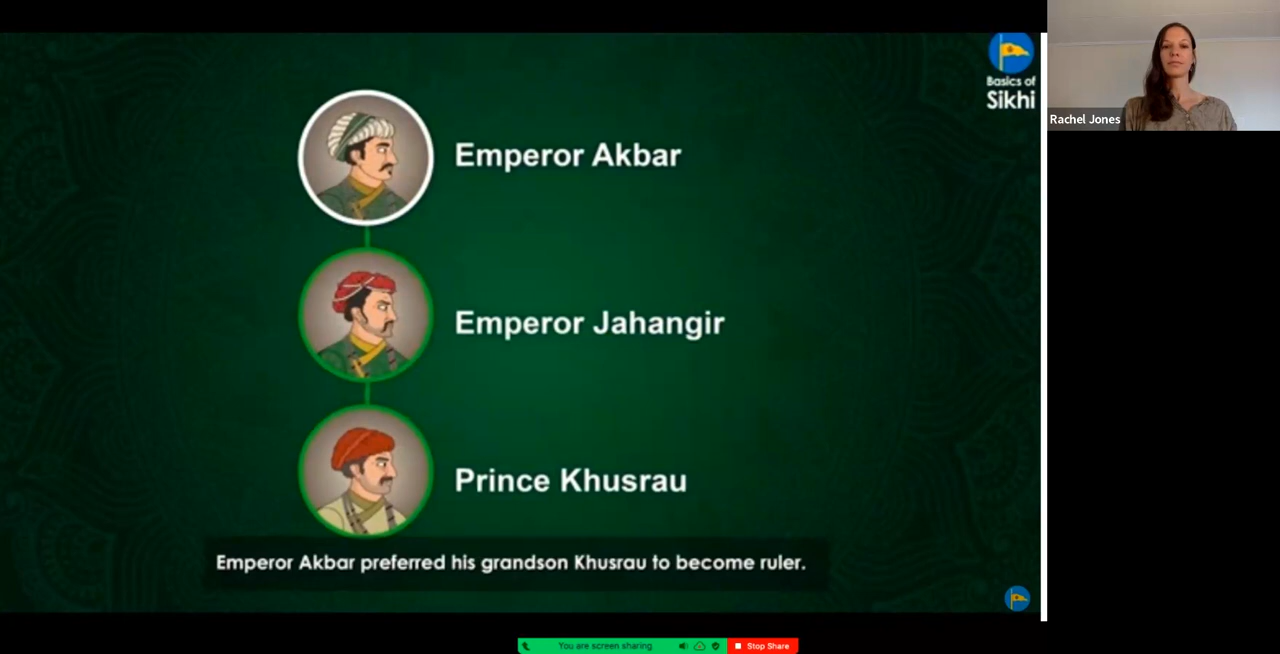 Basics of
Sikhi
Rachel Jones
Emperor Akbar
Emperor Jahangir
Prince Khusrau
Emperor Akbar preferred his grandson Khusrau to become ruler.
You are screen sharing
Stop Share